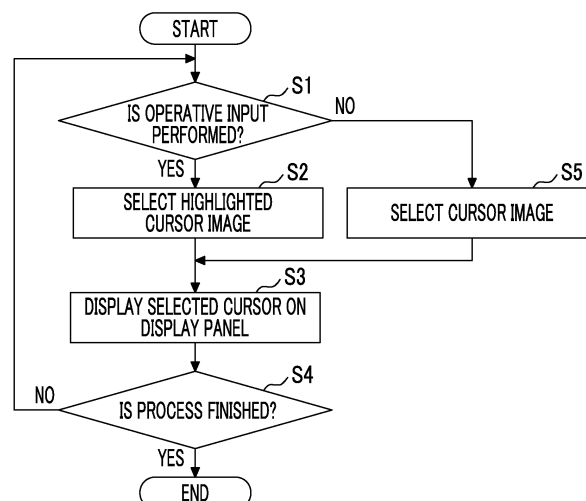 START
S1
IS OPERATIVE INPUT
PERFORMED?
NO
YES
S2
SELECT HIGHLIGHTED
CURSOR IMAGE
S5
SELECT CURSOR IMAGE
S3
DISPLAY SELECTED CURSOR ON
DISPLAY PANEL
S4
NO
IS PROCESS FINISHED?
YES
END